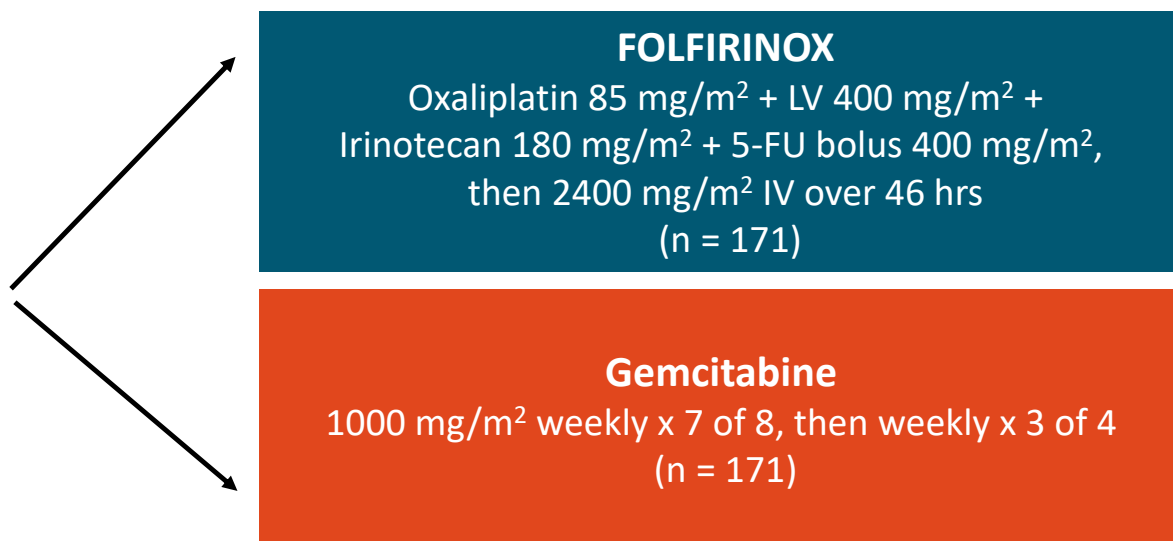 FOLFIRINOX
Oxaliplatin 85 mg/m² + LV 400 mg/m² +
Irinotecan 180 mg/m² + 5-FU bolus 400 mg/m²,
then 2400 mg/m² IV over 46 hrs
(n = 171)
Gemcitabine
1000 mg/m² weekly x 7 of 8, then weekly x 3 of 4
(n = 171)